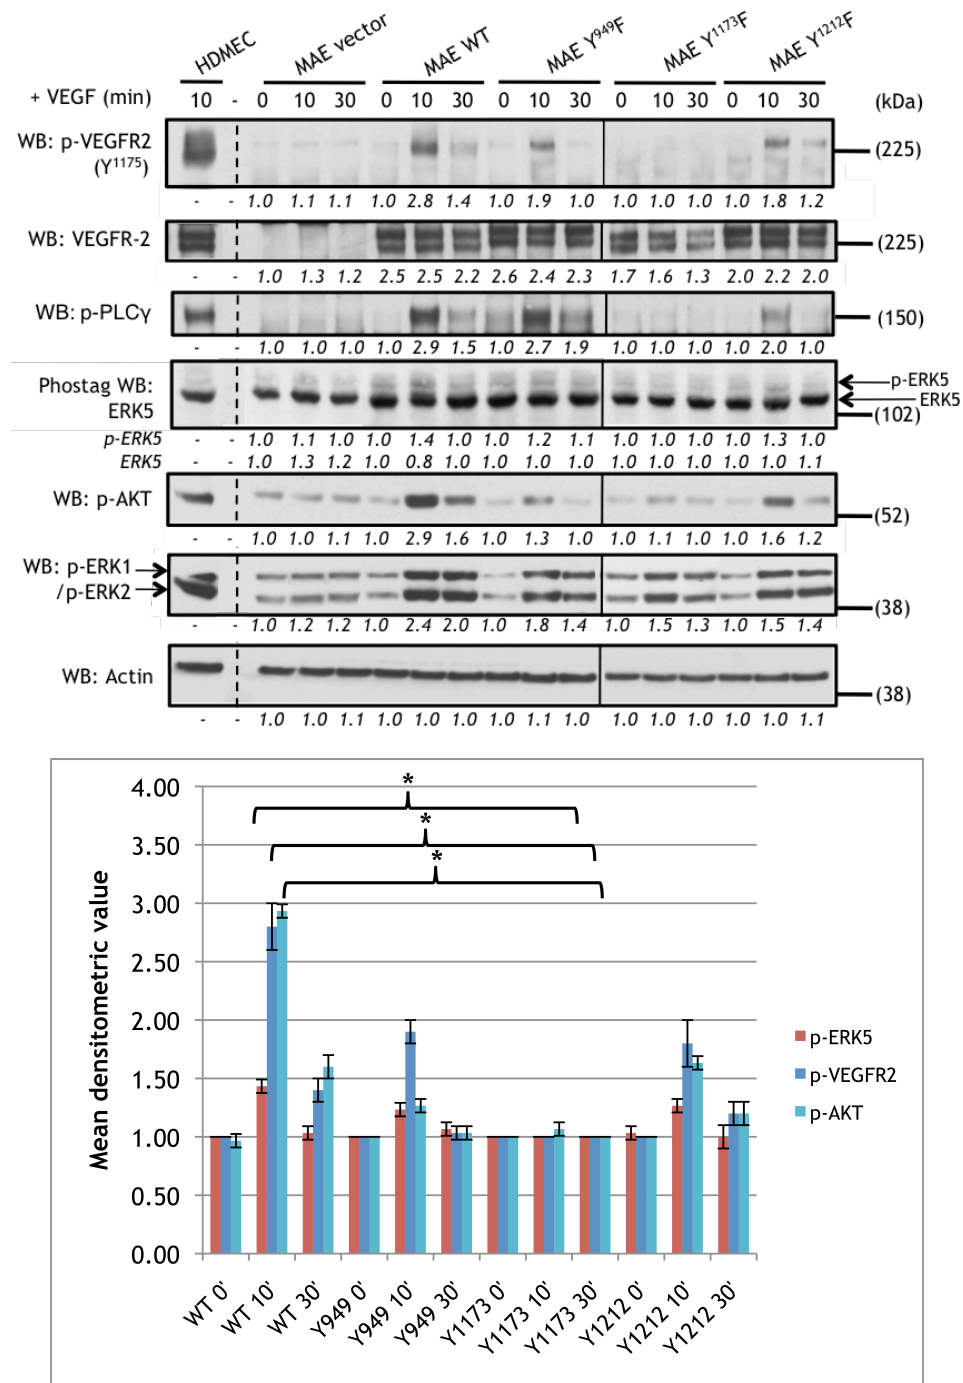 HDMEC MAE vector MAE WT MAE Y949F MAE Y1173F MAE Y1212F
+ VEGF (min) 10 - 0 10 30 0 10 30 0 10 30 0 10 30 0 10 30 (kDa)
WB: p-VEGFR2
(Y1175) (225)
- - 1.0 1.1 1.1 1.0 2.8 1.4 1.0 1.9 1.0 1.0 1.0 1.0 1.0 1.8 1.2
WB: VEGFR-2 (225)
- - 1.0 1.3 1.2 2.5 2.5 2.2 2.6 2.4 2.3 1.7 1.6 1.3 2.0 2.2 2.0
WB: p-PLCγ (150)
- - 1.0 1.0 1.0 1.0 2.9 1.5 1.0 2.7 1.9 1.0 1.0 1.0 1.0 2.0 1.0
Phostag WB: p-ERK5
ERK5 ERK5
(102)
p-ERK5 - - 1.0 1.1 1.0 1.0 1.4 1.0 1.0 1.2 1.1 1.0 1.0 1.0 1.0 1.3 1.0
ERK5 - - 1.0 1.3 1.2 1.0 0.8 1.0 1.0 1.0 1.0 1.0 1.0 1.0 1.0 1.0 1.1
WB: p-AKT (52)
- - 1.0 1.0 1.1 1.0 2.9 1.6 1.0 1.3 1.0 1.0 1.1 1.0 1.0 1.6 1.2
WB: p-ERK1
/p-ERK2 (38)
- - 1.0 1.2 1.2 1.0 2.4 2.0 1.0 1.8 1.4 1.0 1.5 1.3 1.0 1.5 1.4
WB: Actin (38)
- - 1.0 1.0 1.1 1.0 1.0 1.0 1.0 1.1 1.0 1.0 1.0 1.0 1.0 1.0 1.1
Mean densitometric value
4.00
3.50
3.00
2.50
2.00
1.50
1.00
0.50
0.00
*
*
*
p-ERK5
p-VEGFR2
p-AKT
WT 0' WT 10' WT 30' Y949 0' Y949 10' Y949 30' Y1173 0' Y1173 10' Y1173 30' Y1212 0' Y1212 10' Y1212 30'